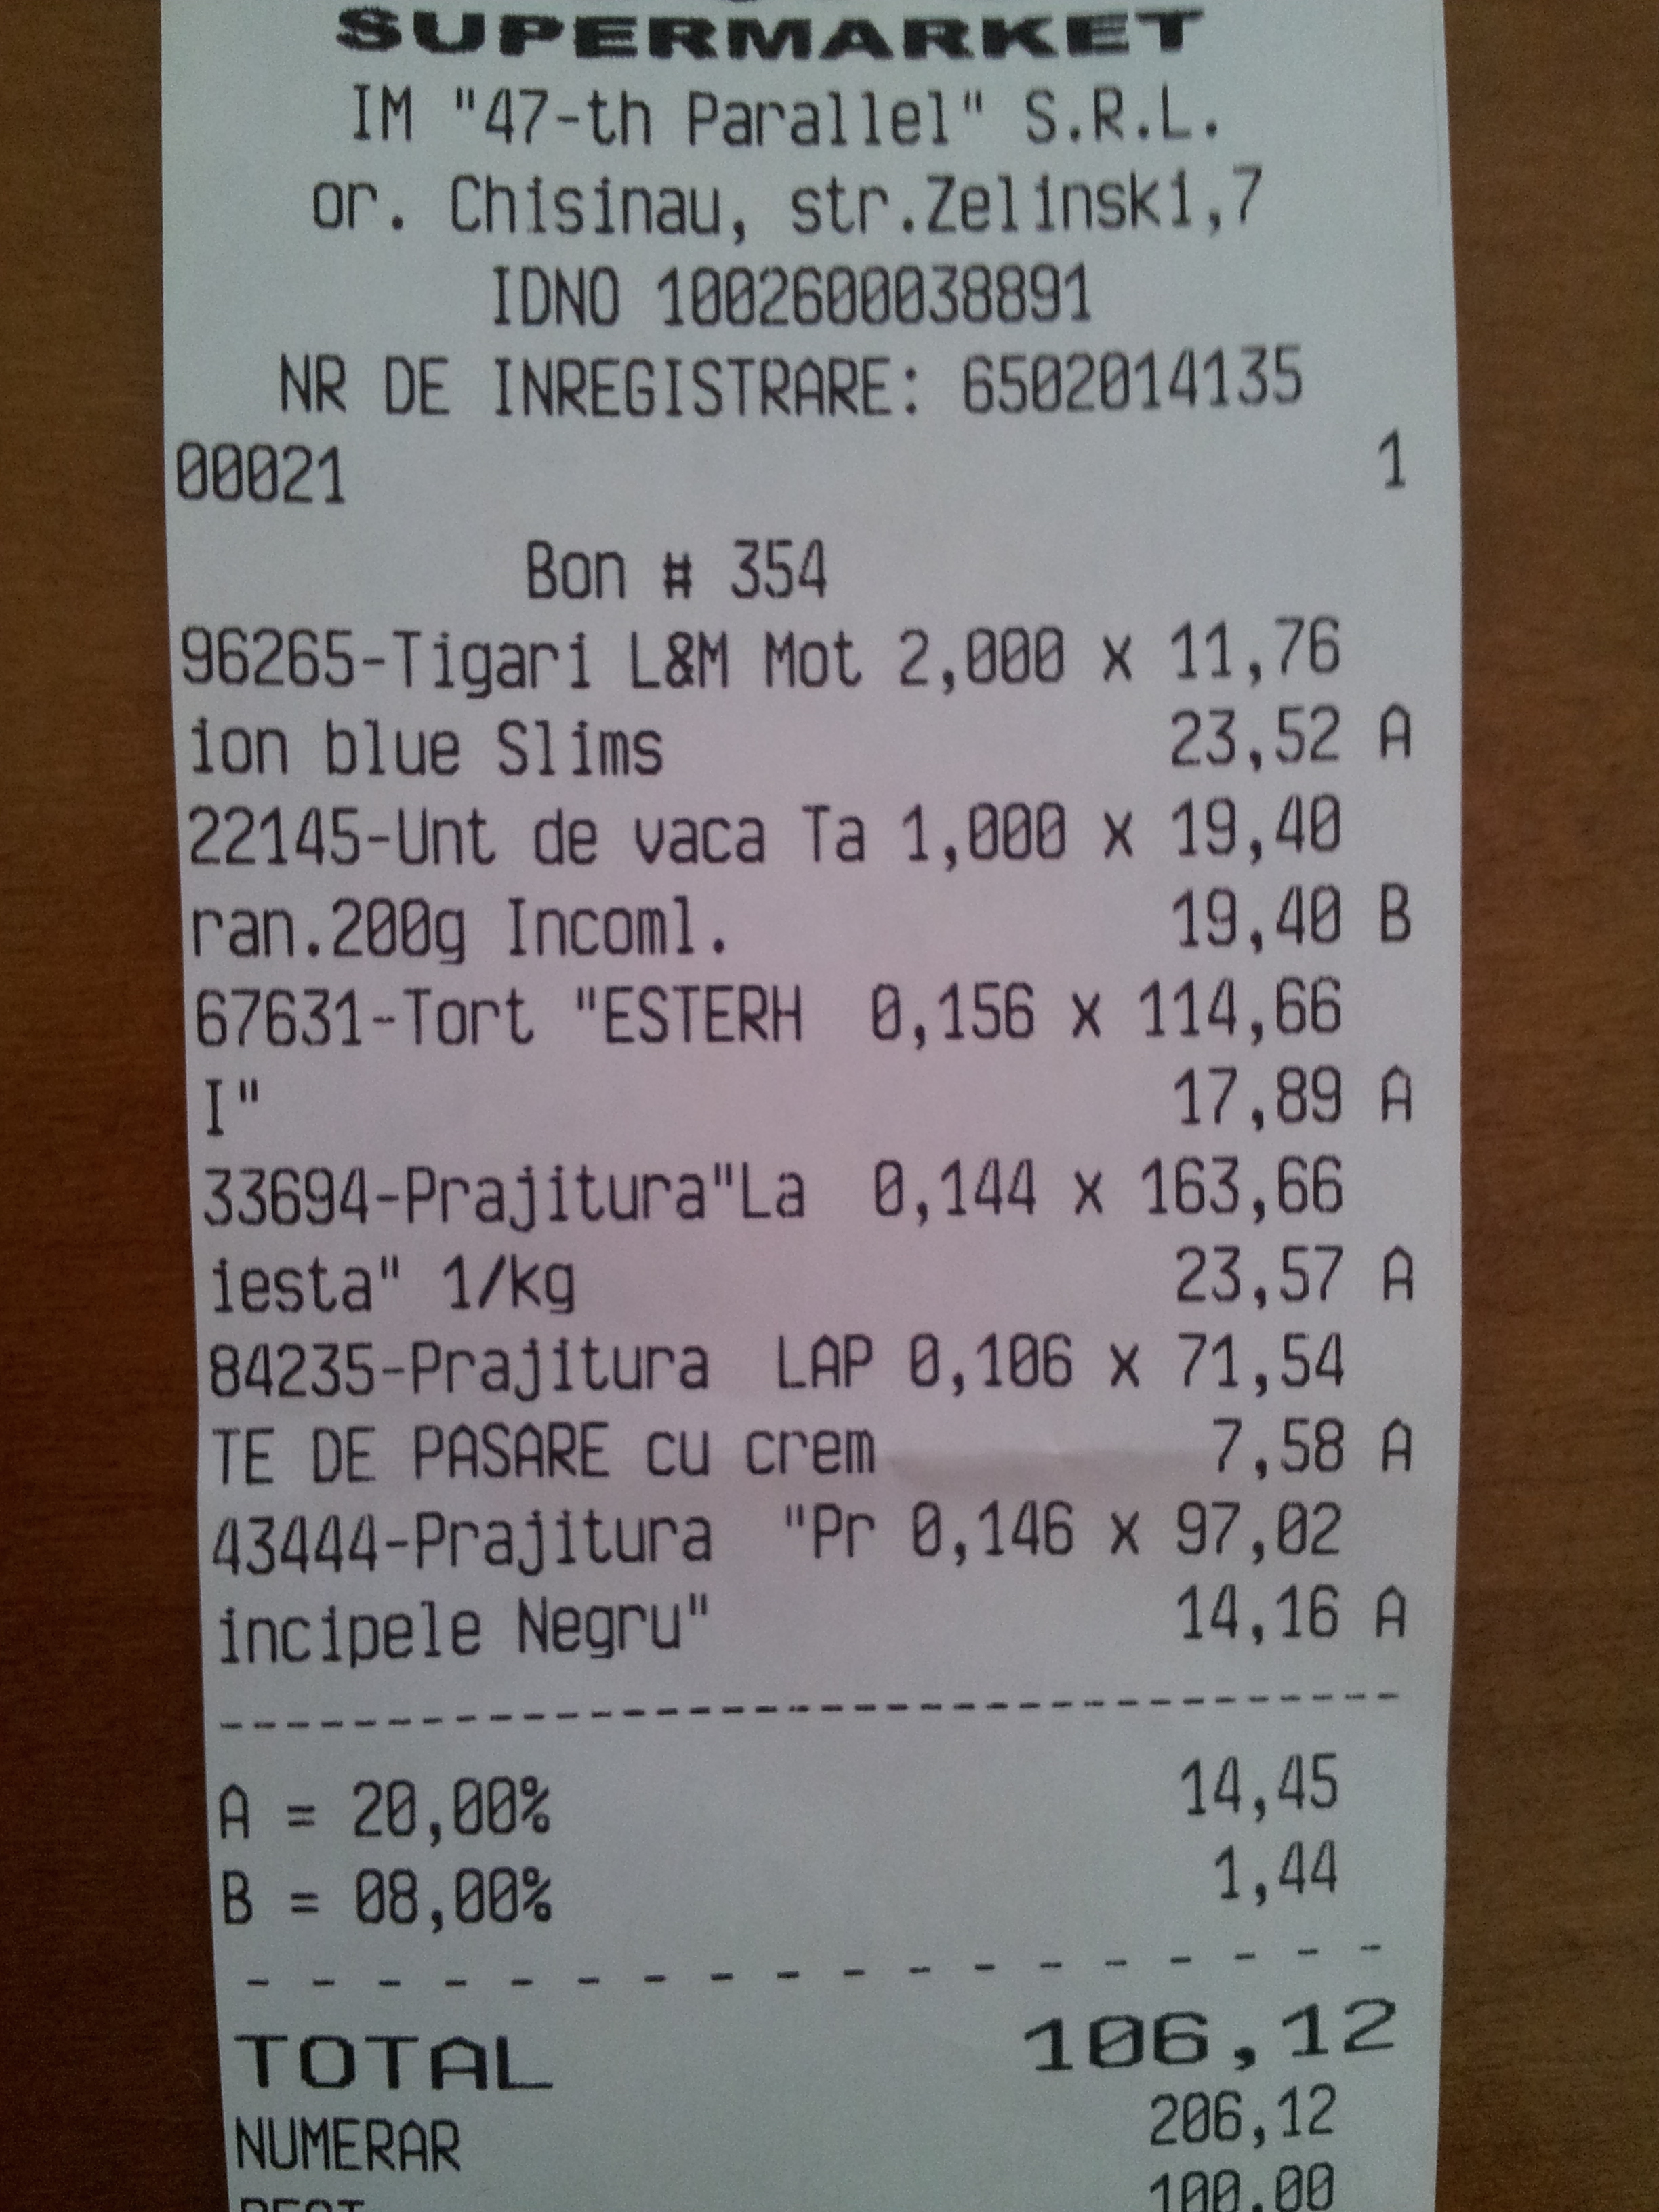 SUPERMARKET
IM "47-th Parallel" S.R.L.
or. Chisinau, str.Zelinski,7
IDNO 1002600038891
NR DE INREGISTRARE: 6502014135
00021 1
Bon # 354
96265-Tigari L&M Mot 2,000 x 11,76
ion blue Slims 23,52 A
22145-Unt de vaca Ta 1,000 x 19,40
ran.200g Incoml. 19,40 B
67631-Tort "ESTERH 0,156 x 114,66
I" 17,89 A
33694-Prajitura"La 0,144 x 163,66
iesta" 1/kg 23,57 A
84235-Prajitura LAP 0,106 x 71,54
TE DE PASARE cu crem 7,58 A
43444-Prajitura "Pr 0,146 x 97,02
incipele Negru" 14,16 A
A = 20,00% 14,45
B = 08,00% 1,44
TOTAL 106,12
NUMERAR 206,12
REST 100,00